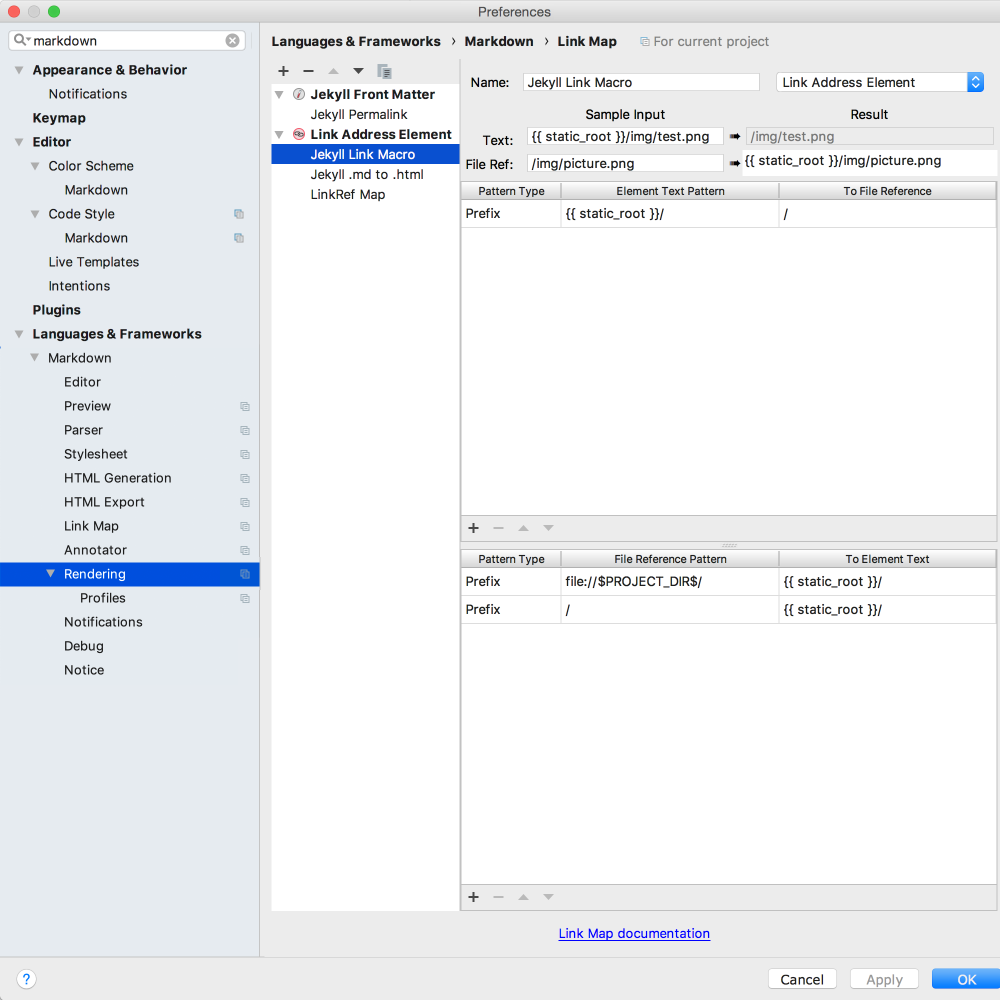 Preferences
markdown
Appearance & Behavior
Notifications
Keymap
Editor
Color Scheme
Markdown
Code Style
Markdown
Live Templates
Intentions
Plugins
Languages & Frameworks
Markdown
Editor
Preview
Parser
Stylesheet
HTML Generation
HTML Export
Link Map
Annotator
Rendering
Profiles
Notifications
Debug
Notice
Languages & Frameworks › Markdown › Link Map For current project
Jekyll Front Matter
Jekyll Permalink
Link Address Element
Jekyll Link Macro
Jekyll .md to .html
LinkRef Map
Name: Jekyll Link Macro Link Address Element
Sample Input Result
Text: {{ static_root }}/img/test.png ➠ /img/test.png
File Ref: /img/picture.png ➠ {{ static_root }}/img/picture.png
Pattern Type Element Text Pattern To File Reference
Prefix {{ static_root }}/ /
Pattern Type File Reference Pattern To Element Text
Prefix file://$PROJECT_DIR$/ {{ static_root }}/
Prefix / {{ static_root }}/
Link Map documentation
? Cancel Apply OK